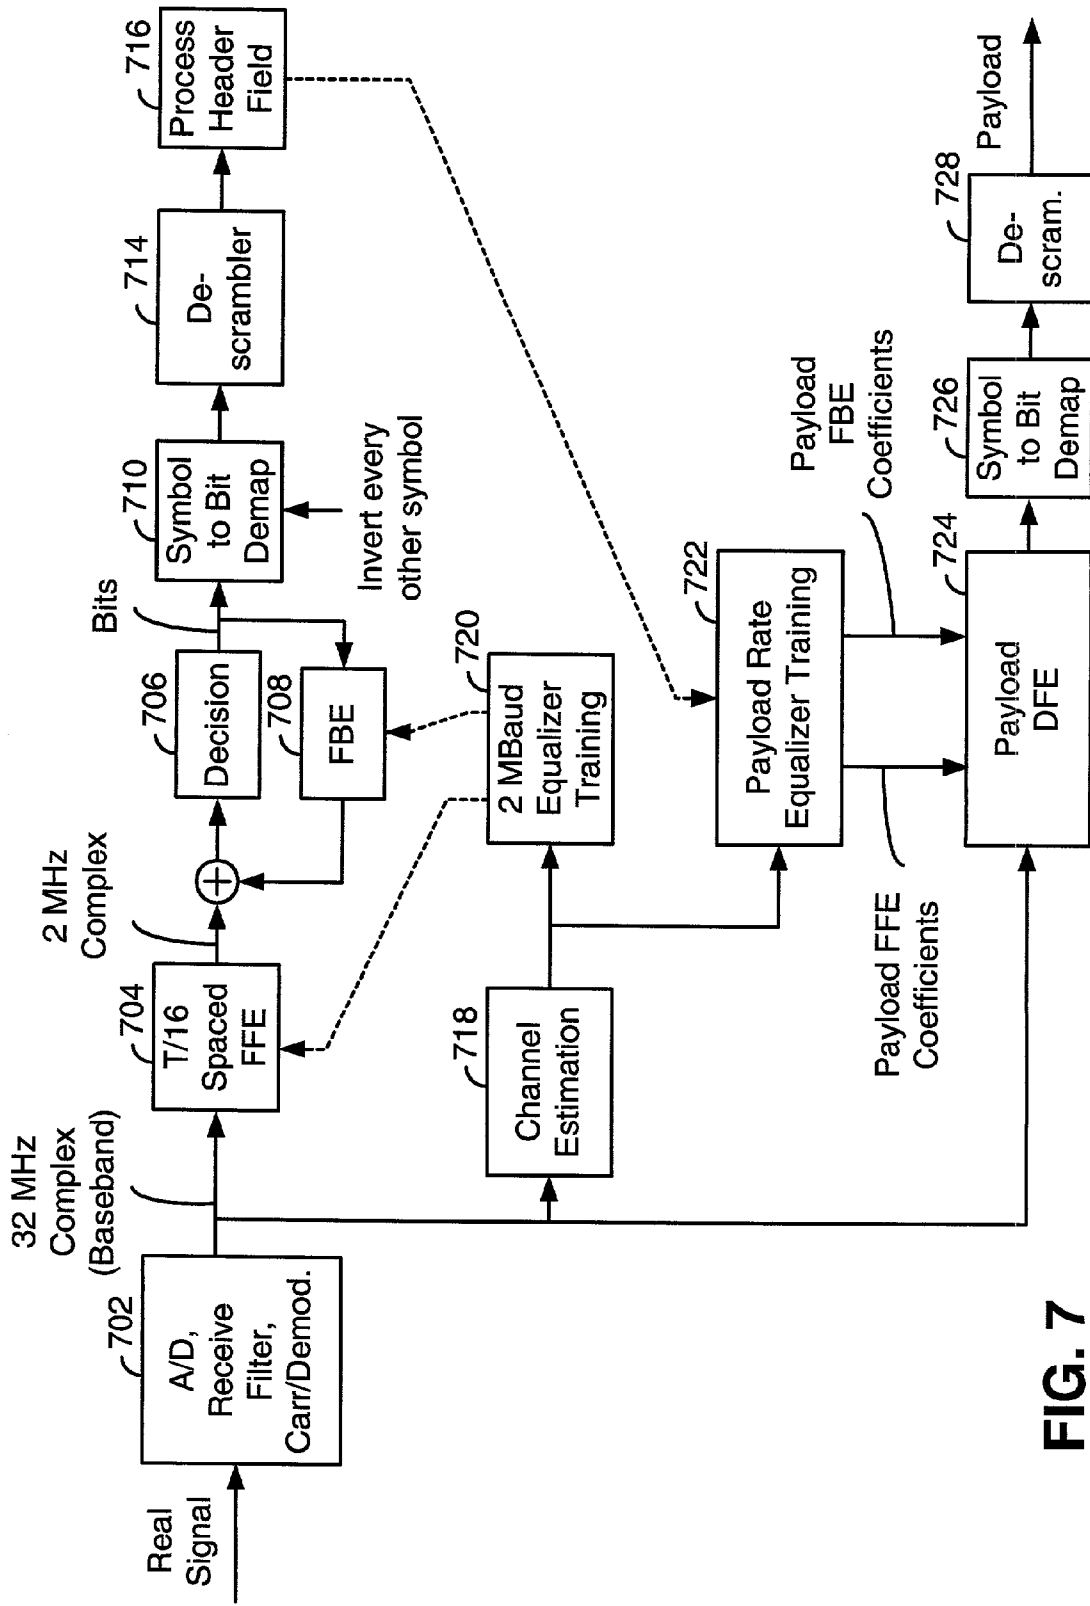 Real
Signal
702
A/D,
Receive
Filter,
Carr/Demod.
32 MHz
Complex
(Baseband)
704
T/16
Spaced
FFE
2 MHz
Complex
+
706
Decision
708
FBE
Bits
710
Symbol
to Bit
Demap
Invert every
other symbol
714
De-
scrambler
716
Process
Header
Field
718
Channel
Estimation
720
2 MBaud
Equalizer
Training
722
Payload Rate
Equalizer Training
Payload FFE
Coefficients
Payload
FBE
Coefficients
724
Payload
DFE
726
Symbol
to Bit
Demap
728
De-
scram.
Payload
FIG. 7